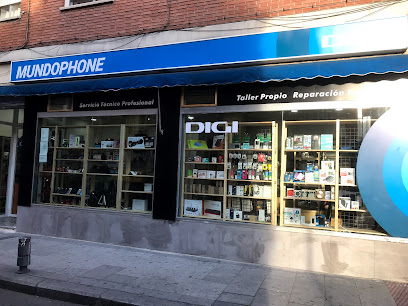 MUNDOPHONE
Servicio Técnico Profesional
Taller Propio Reparación
DIGI